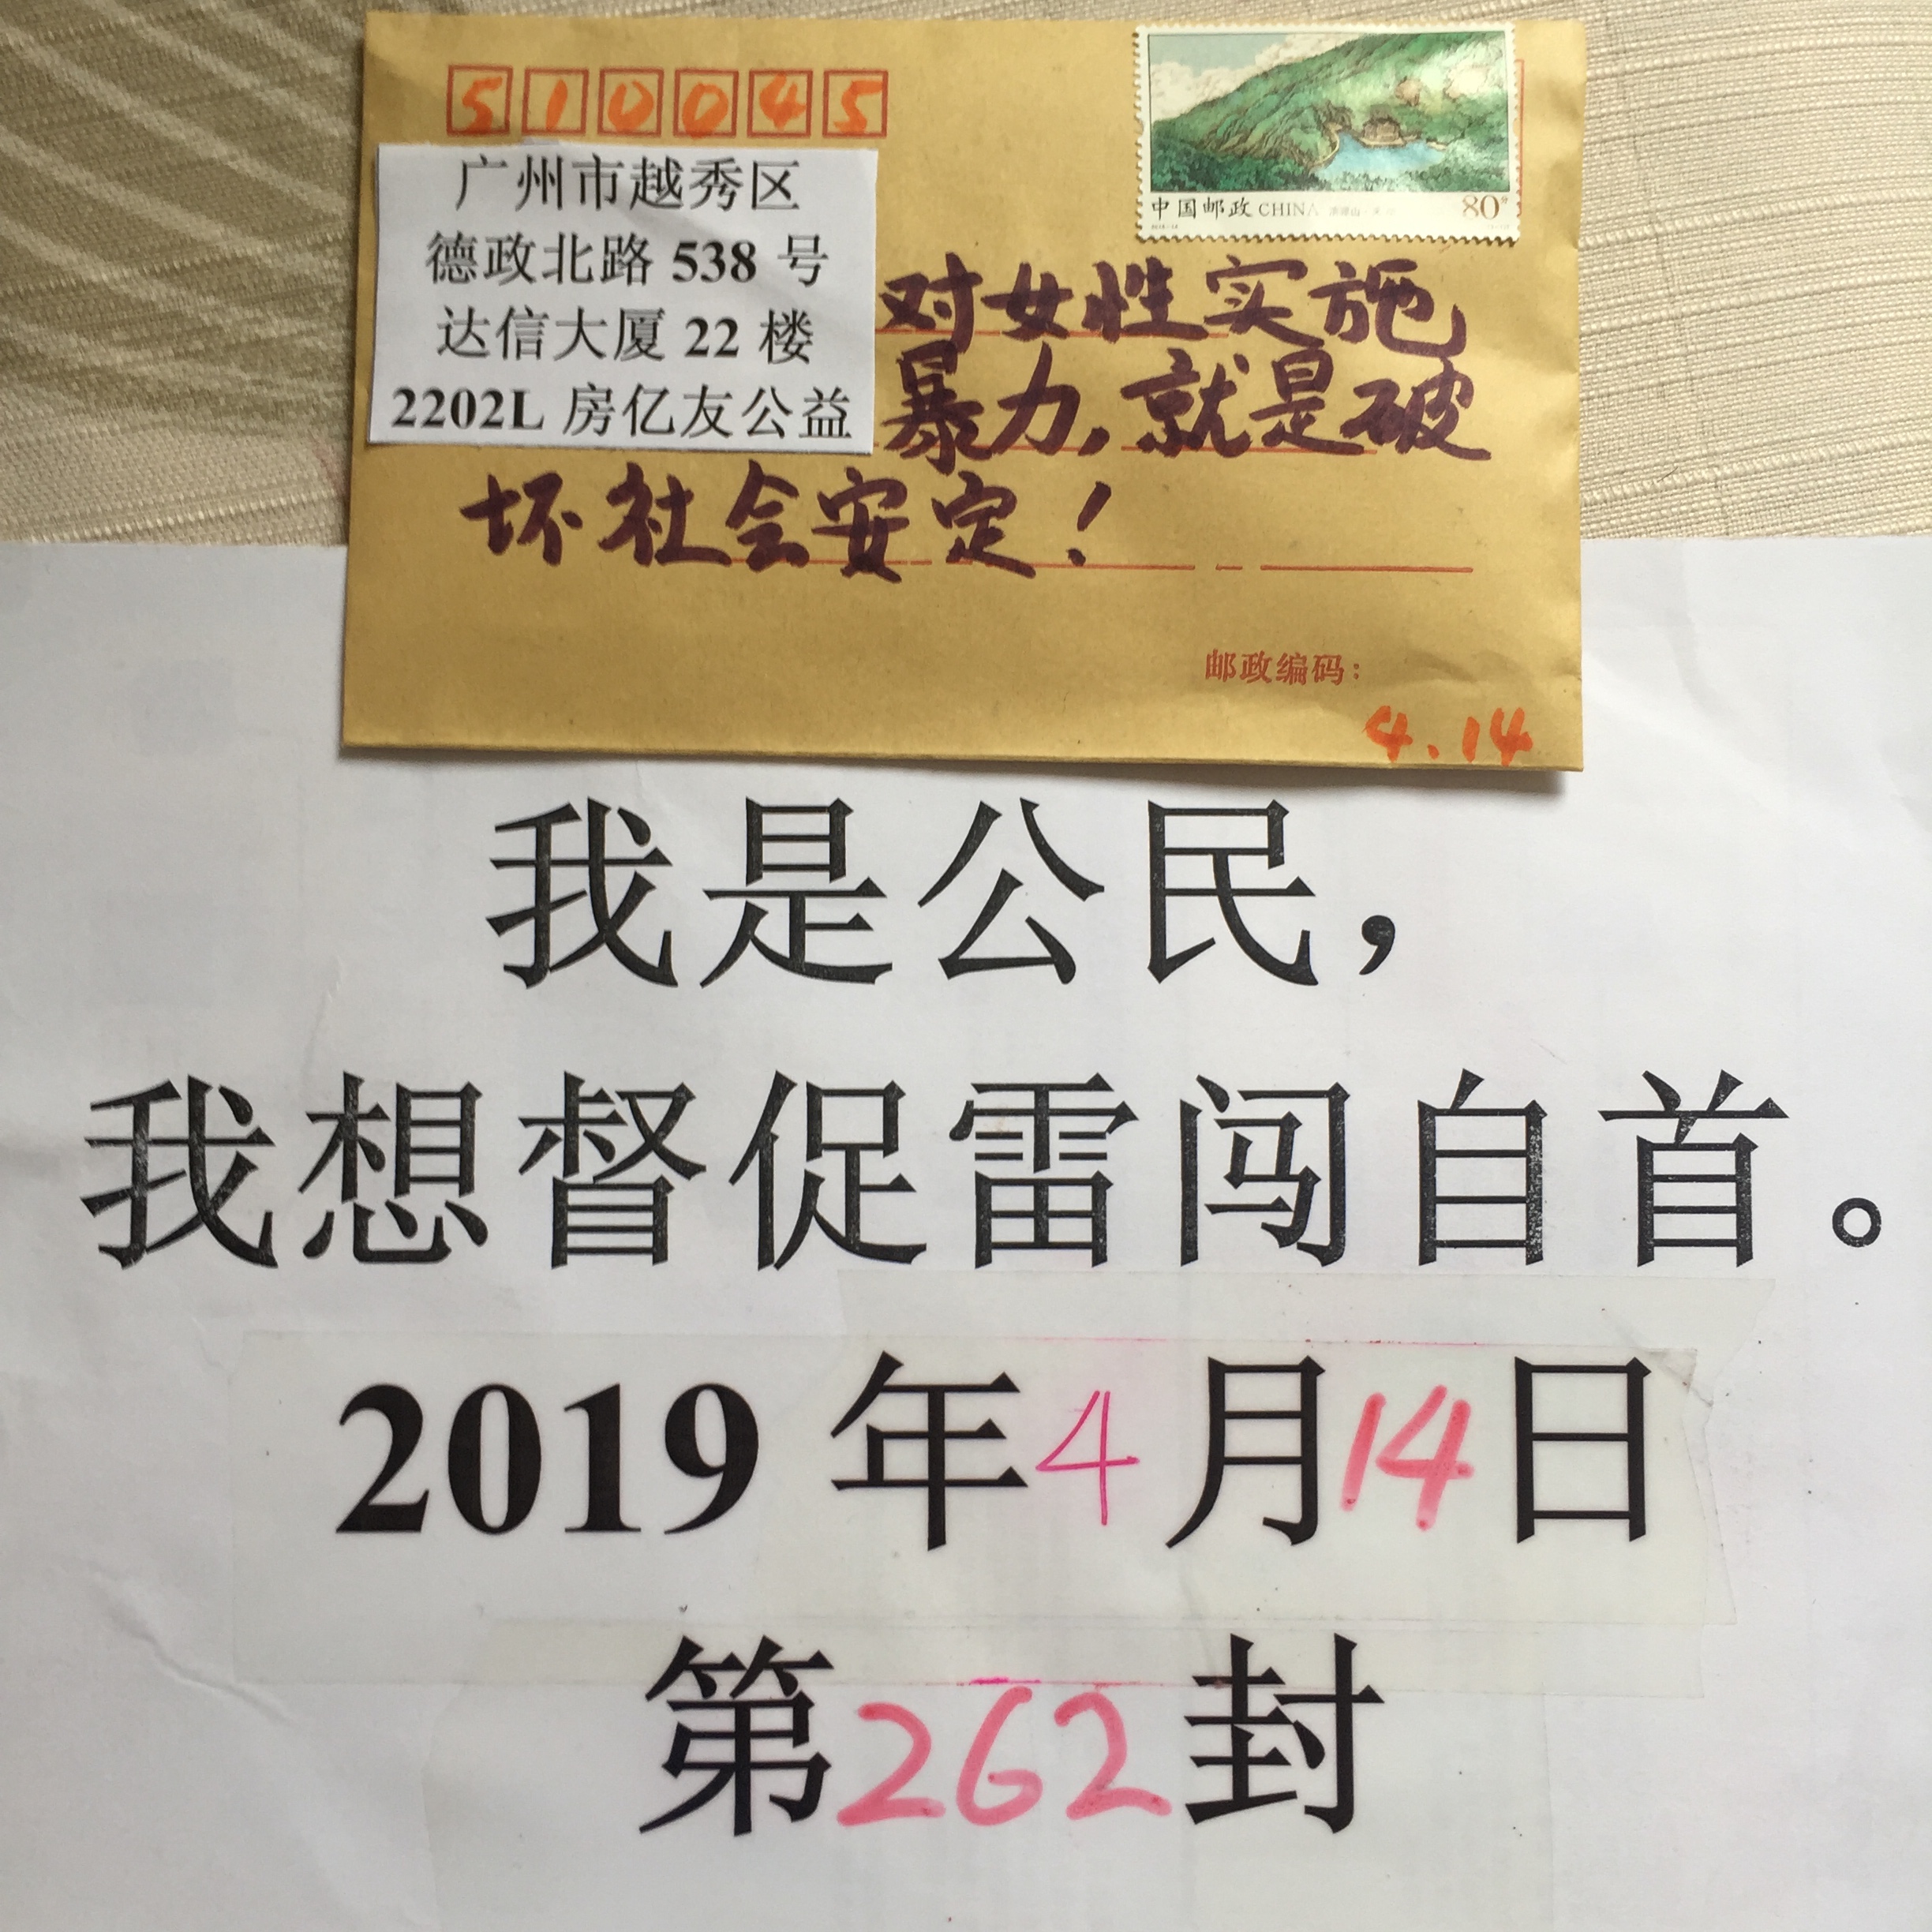 510045
广州市越秀区
德政北路 538 号
达信大厦 22 楼
2202L 房亿友公益
中国邮政 CHINA
80分
对女性实施
暴力,就是破
坏社会安定!
邮政编码:
4.14
我是公民,
我想督促雷闯自首。
2019 年4月14日
第262封